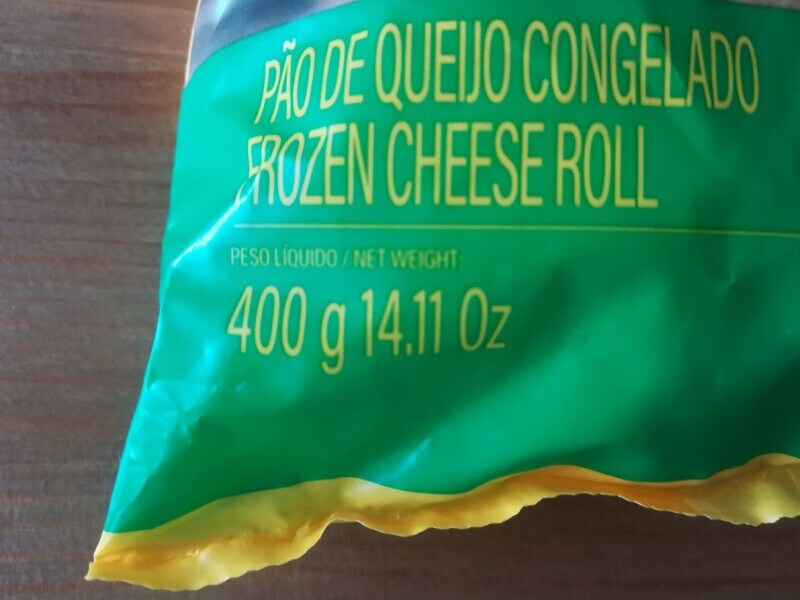 PÃO DE QUEIJO CONGELADO
FROZEN CHEESE ROLL
PESO LÍQUIDO / NET WEIGHT:
400 g 14.11 Oz